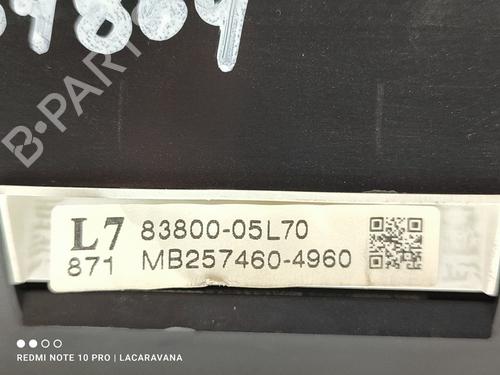 B-PARTS
L7 83800-05L70
871 MB257460-4960
REDMI NOTE 10 PRO | LACARAVANA